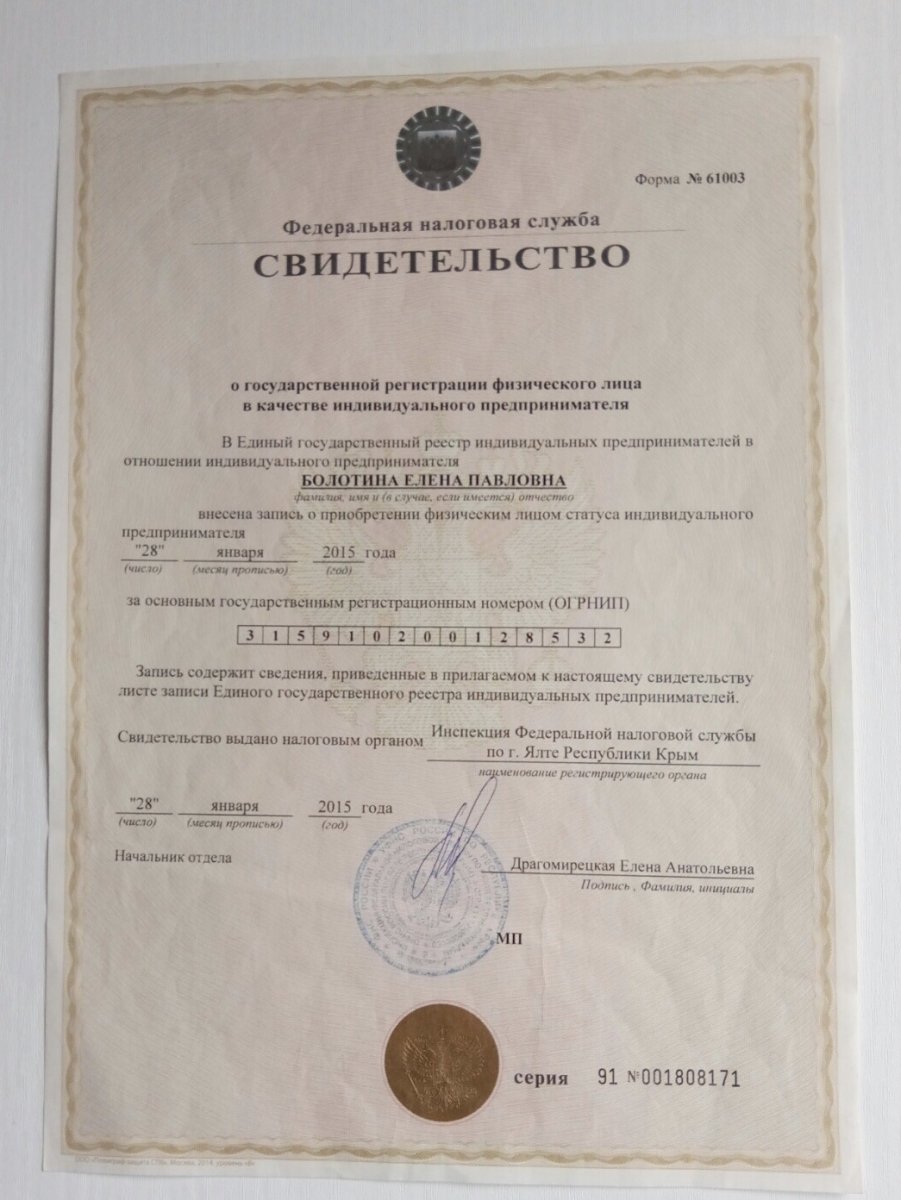 Форма № 61003
Федеральная налоговая служба
СВИДЕТЕЛЬСТВО
о государственной регистрации физического лица
в качестве индивидуального предпринимателя
В Единый государственный реестр индивидуальных предпринимателей в
отношении индивидуального предпринимателя
БОЛОТИНА ЕЛЕНА ПАВЛОВНА
фамилия, имя и (в случае, если имеется) отчество
внесена запись о приобретении физическим лицом статуса индивидуального
предпринимателя
"28" января 2015 года
(число) (месяц прописью) (год)
за основным государственным регистрационным номером (ОГРНИП)
3 1 5 9 1 0 2 0 0 1 2 8 5 3 2
Запись содержит сведения, приведенные в прилагаемом к настоящему свидетельству
листе записи Единого государственного реестра индивидуальных предпринимателей.
Свидетельство выдано налоговым органом Инспекция Федеральной налоговой службы
по г. Ялте Республики Крым
наименование регистрирующего органа
"28" января 2015 года
(число) (месяц прописью) (год)
Начальник отдела
Драгомирецкая Елена Анатольевна
Подпись , Фамилия, инициалы
МП
серия 91 №001808171